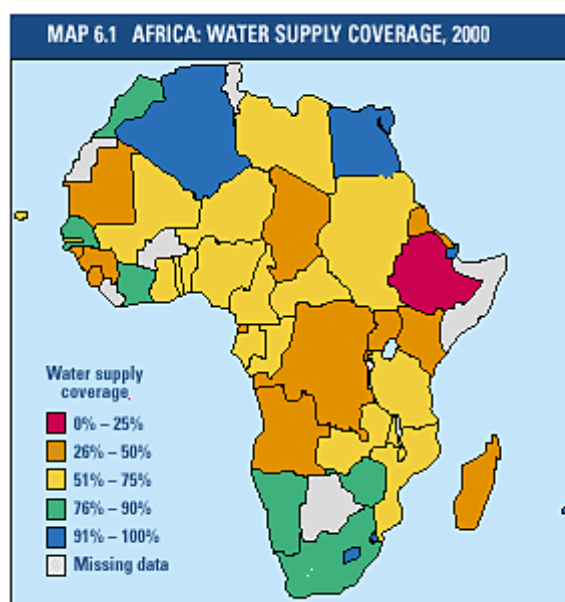 MAP 6.1 AFRICA: WATER SUPPLY COVERAGE, 2000
Water supply
coverage
0% – 25%
26% – 50%
51% – 75%
76% – 90%
91% – 100%
Missing data